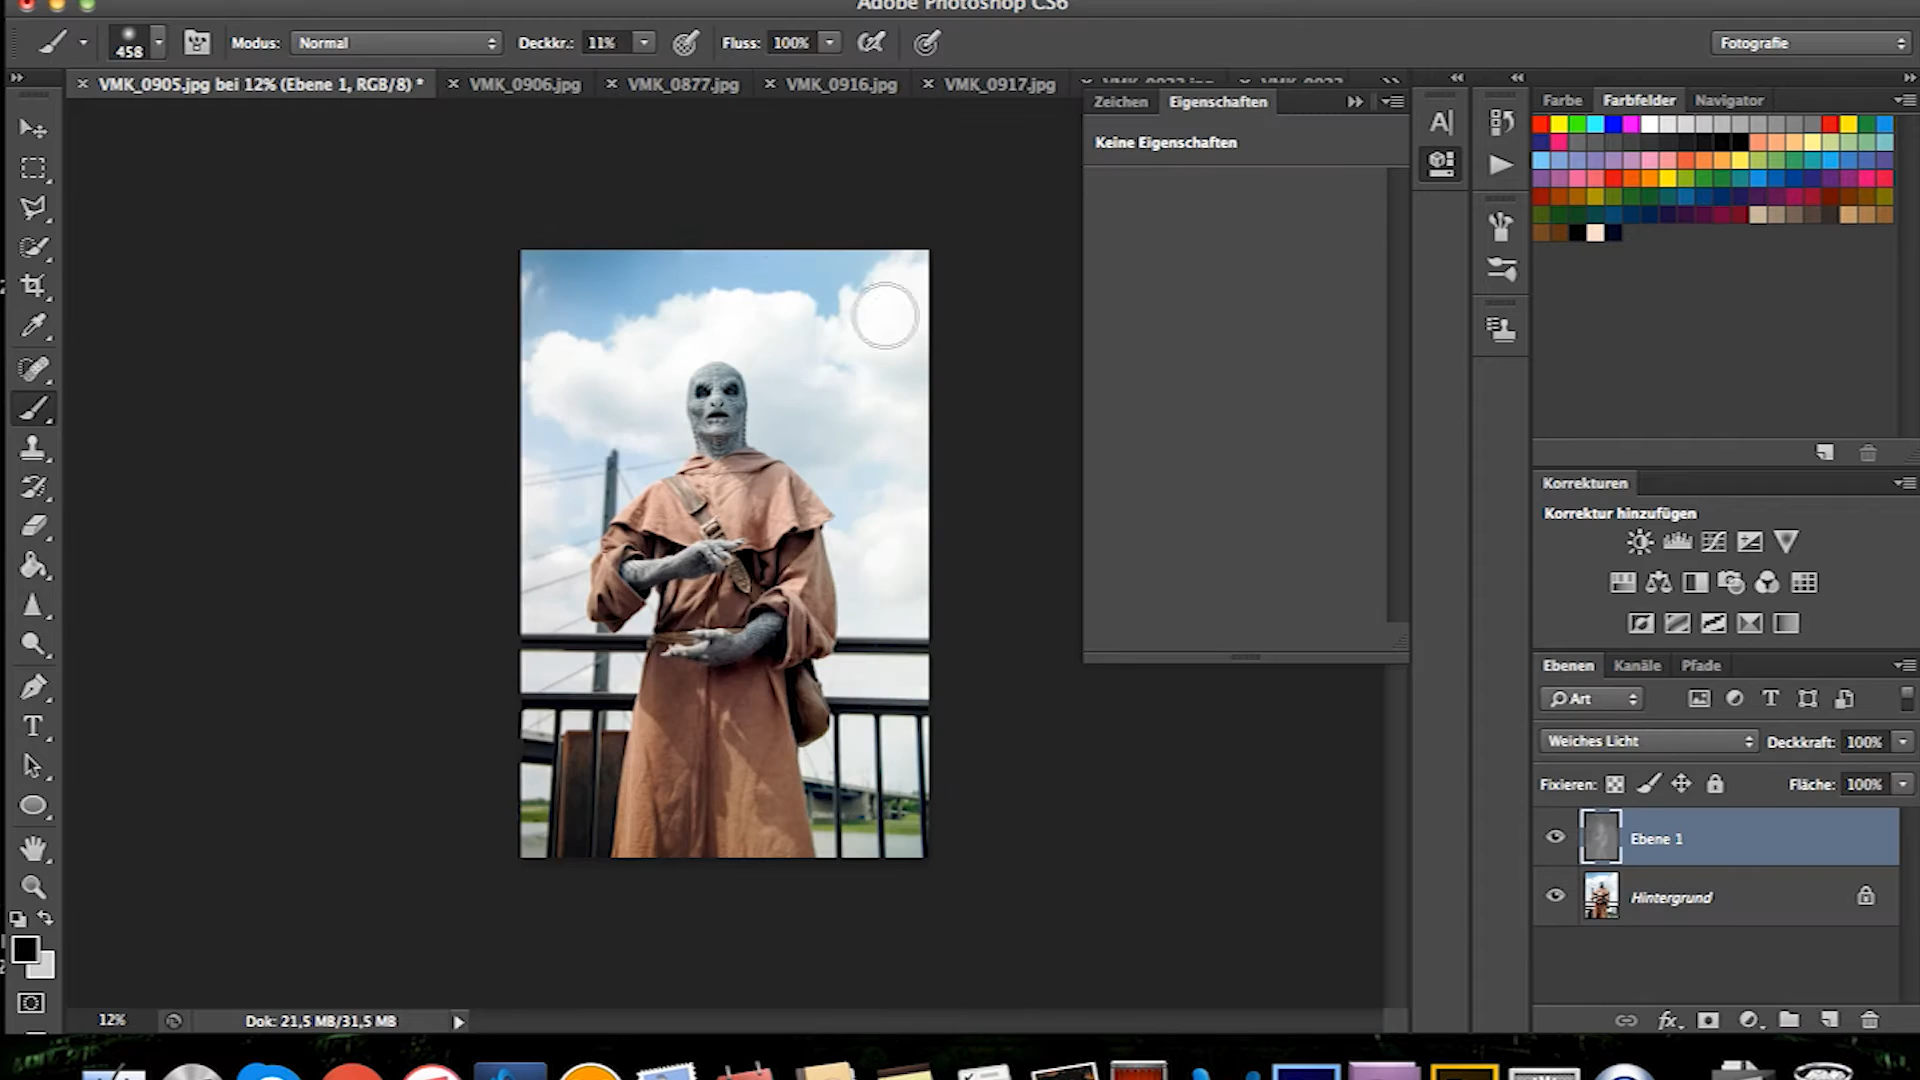 Adobe Photoshop CS6
458 Modus: Normal Deckkr.: 11% Fluss: 100% Fotografie
VMK_0905.jpg bei 12% (Ebene 1, RGB/8) * VMK_0906.jpg VMK_0877.jpg VMK_0916.jpg VMK_0917.jpg
Zeichen Eigenschaften
Keine Eigenschaften
A|
Farbe Farbfelder Navigator
Korrekturen
Korrektur hinzufügen
Ebenen Kanäle Pfade
Art
Weiches Licht Deckkraft: 100%
Fixieren: Fläche: 100%
Ebene 1
Hintergrund
fx
12% Dok: 21,5 MB/31,5 MB